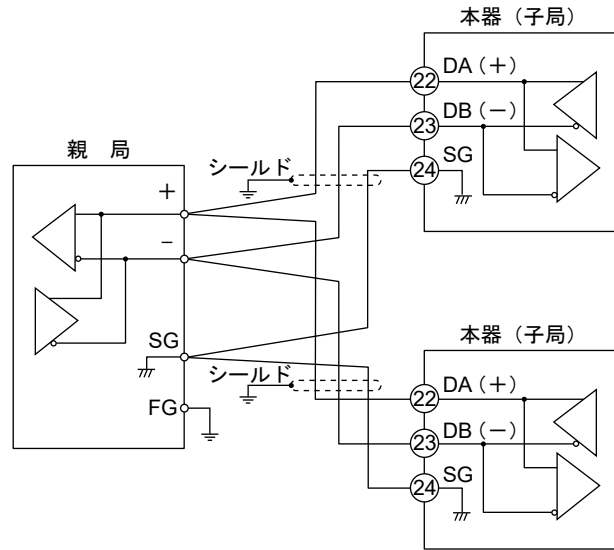 本器（子局）
22 DA（＋）
23 DB（－）
24 SG
親　局
シールド
＋
－
SG
FG
シールド
本器（子局）
22 DA（＋）
23 DB（－）
24 SG